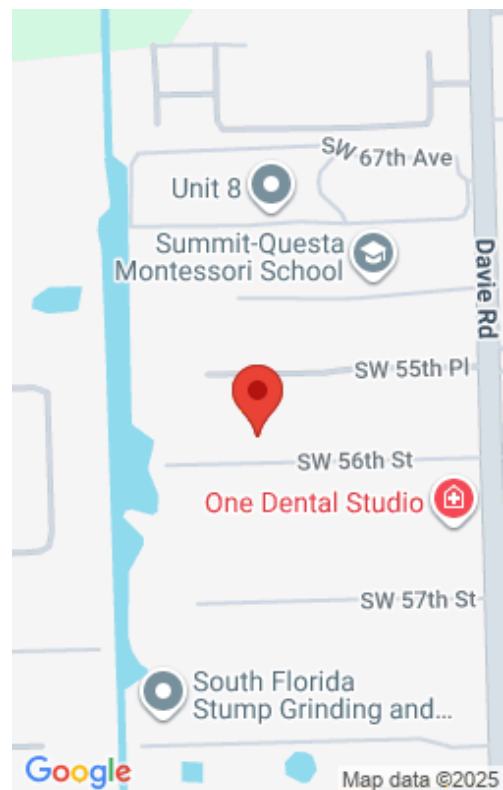 SW 67th Ave
Unit 8
Summit-Questa
Montessori School
Davie Rd
SW 55th Pl
SW 56th St
One Dental Studio
SW 57th St
South Florida
Stump Grinding and...
Google
Map data ©2025